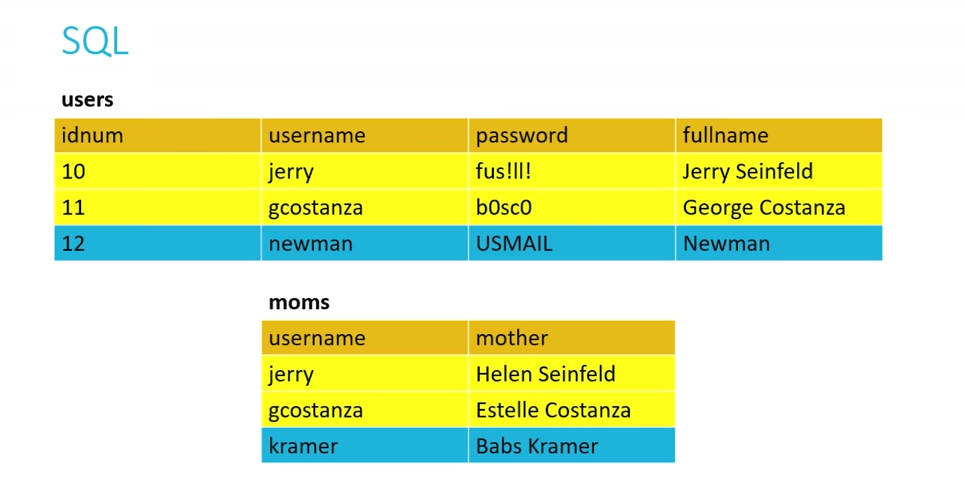 SQL
users
idnum username password fullname
10 jerry fus!ll! Jerry Seinfeld
11 gcostanza b0sc0 George Costanza
12 newman USMAIL Newman
moms
username mother
jerry Helen Seinfeld
gcostanza Estelle Costanza
kramer Babs Kramer